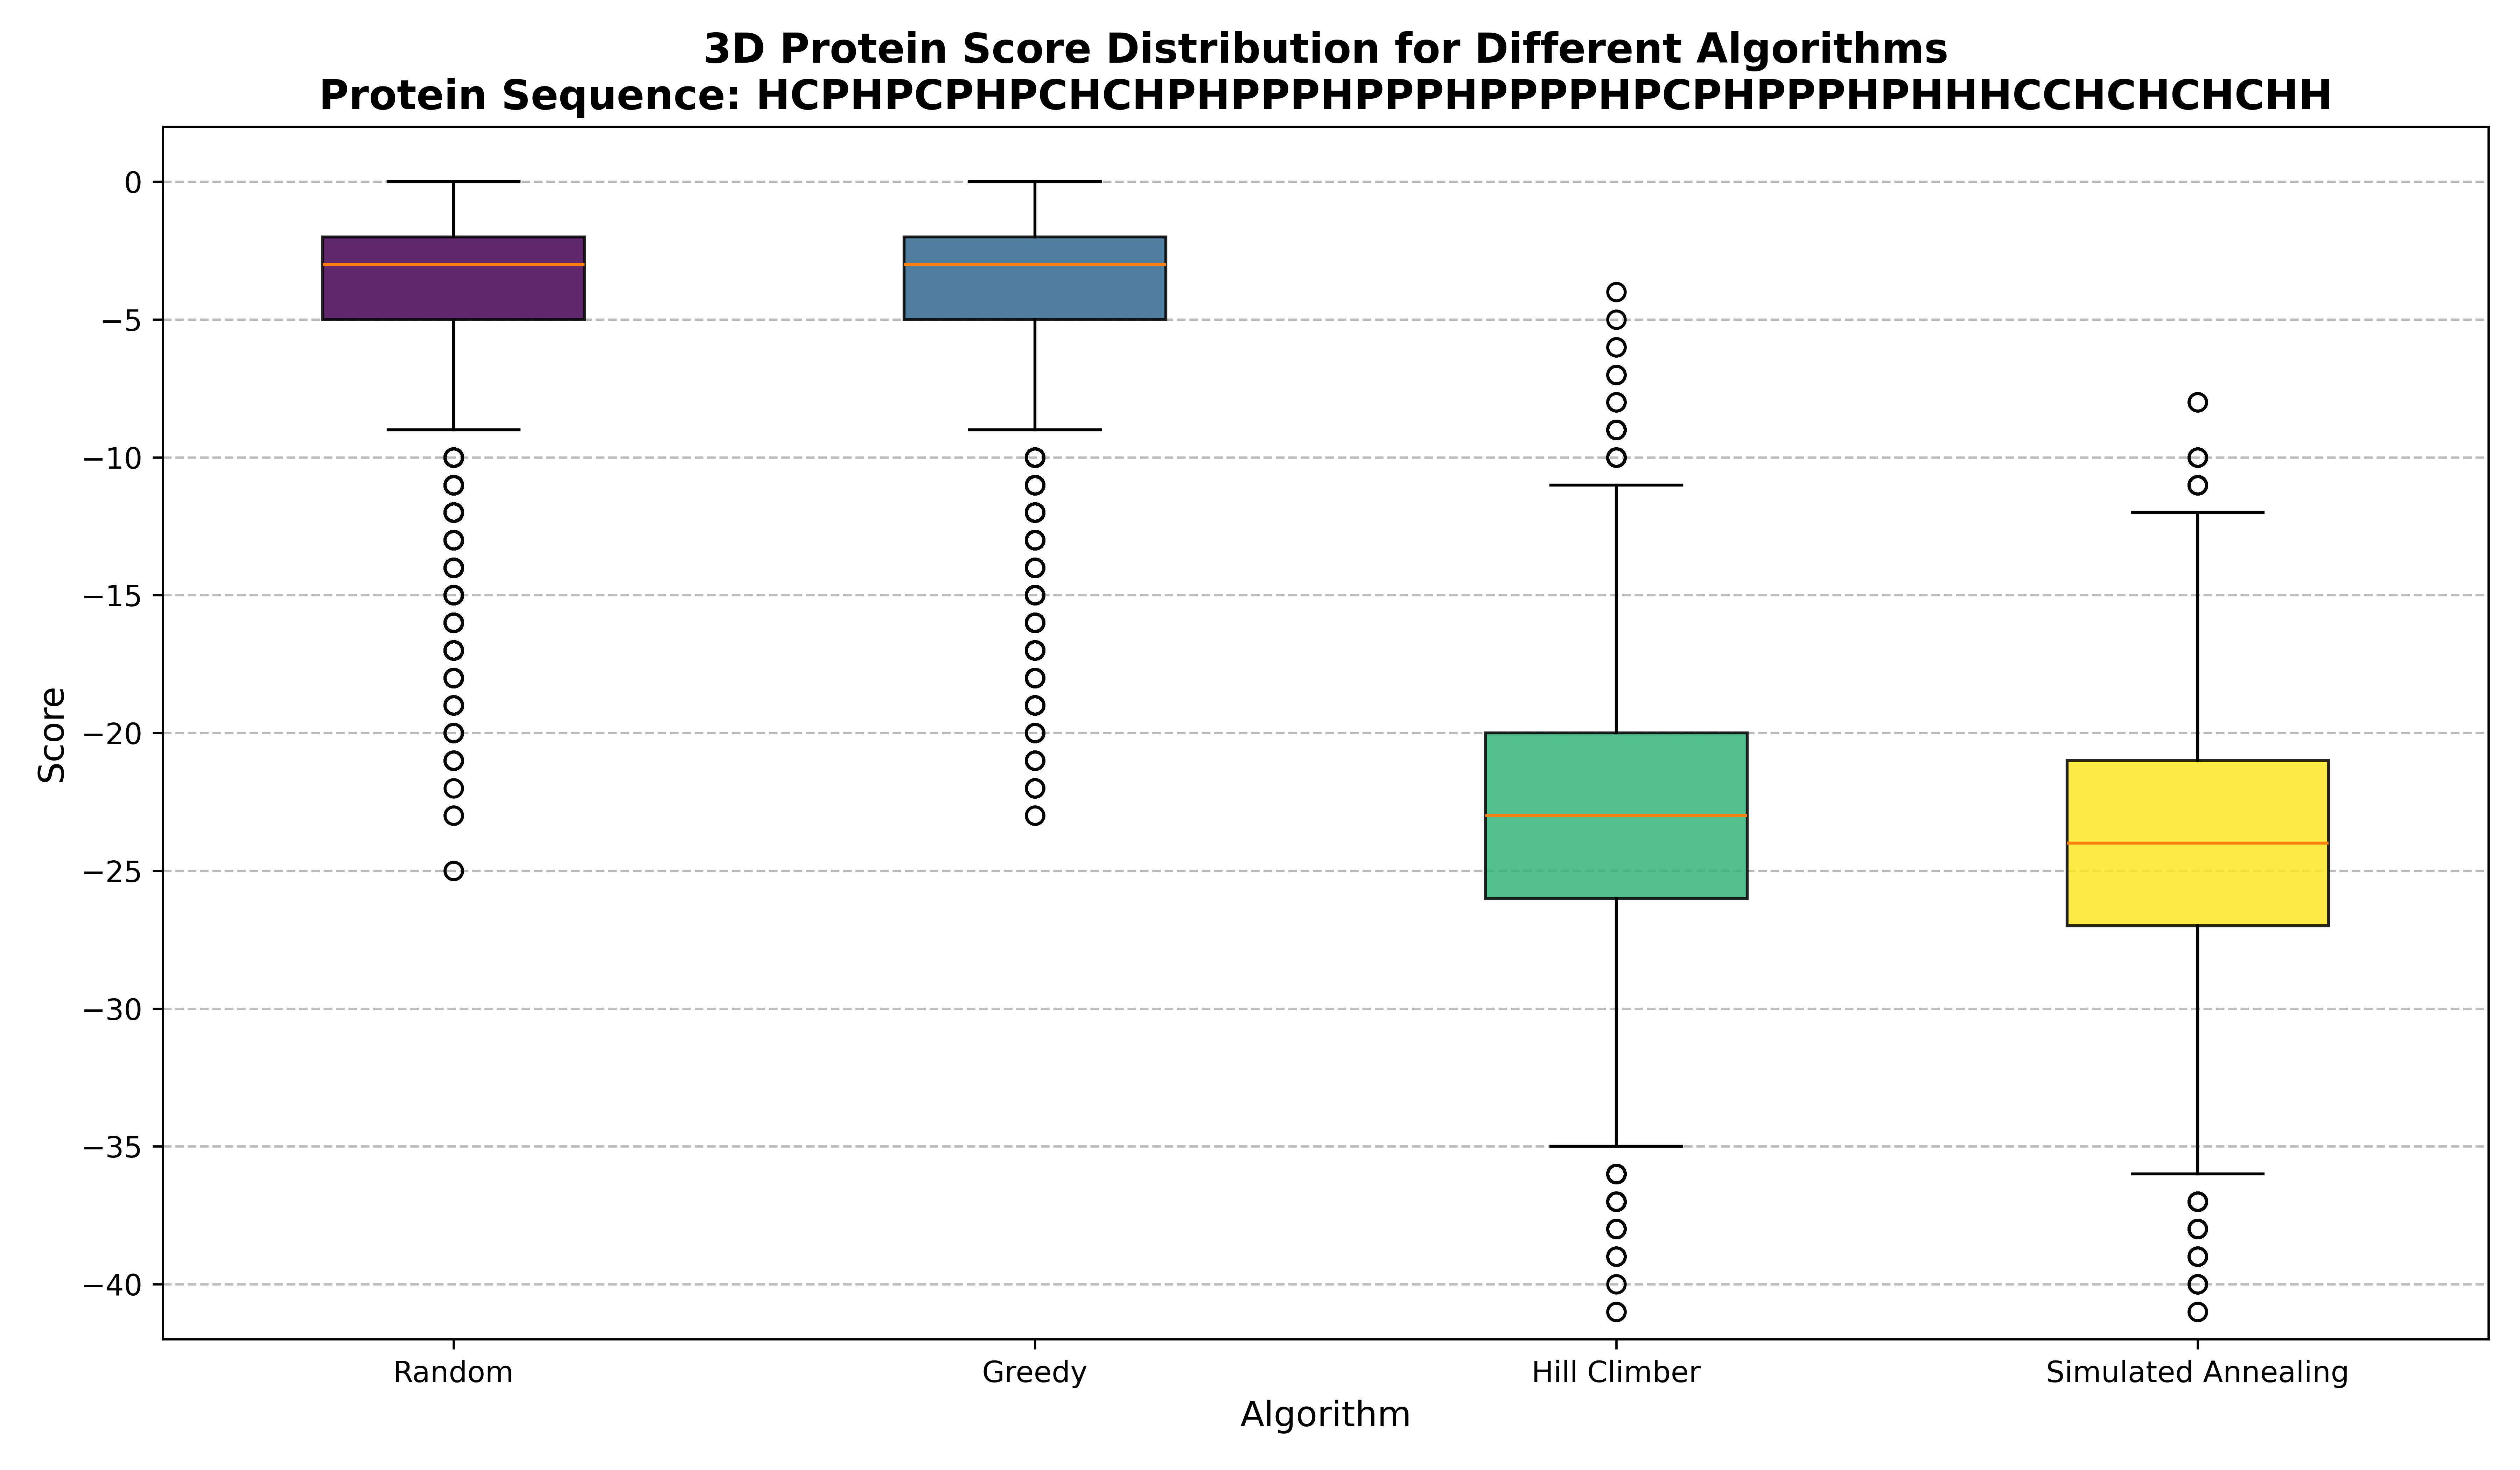 3D Protein Score Distribution for Different Algorithms
Protein Sequence: HCPHPCPHPCHCHPHPPPHPPPHPPPPHPCPHPPPHPHHHCCHCHCHCHH
0
−5
−10
−15
−20
−25
−30
−35
−40
Score
Random
Greedy
Hill Climber
Simulated Annealing
Algorithm